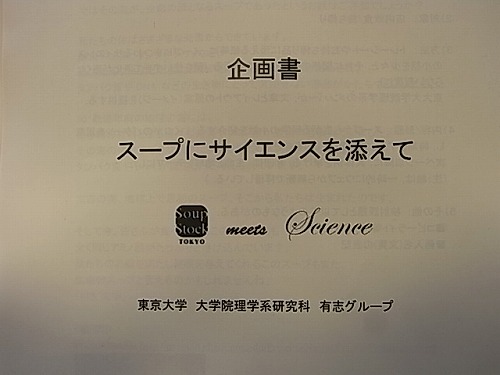 企画書
スープにサイエンスを添えて
Soup Stock TOKYO meets Science
東京大学 大学院理学系研究科 有志グループ